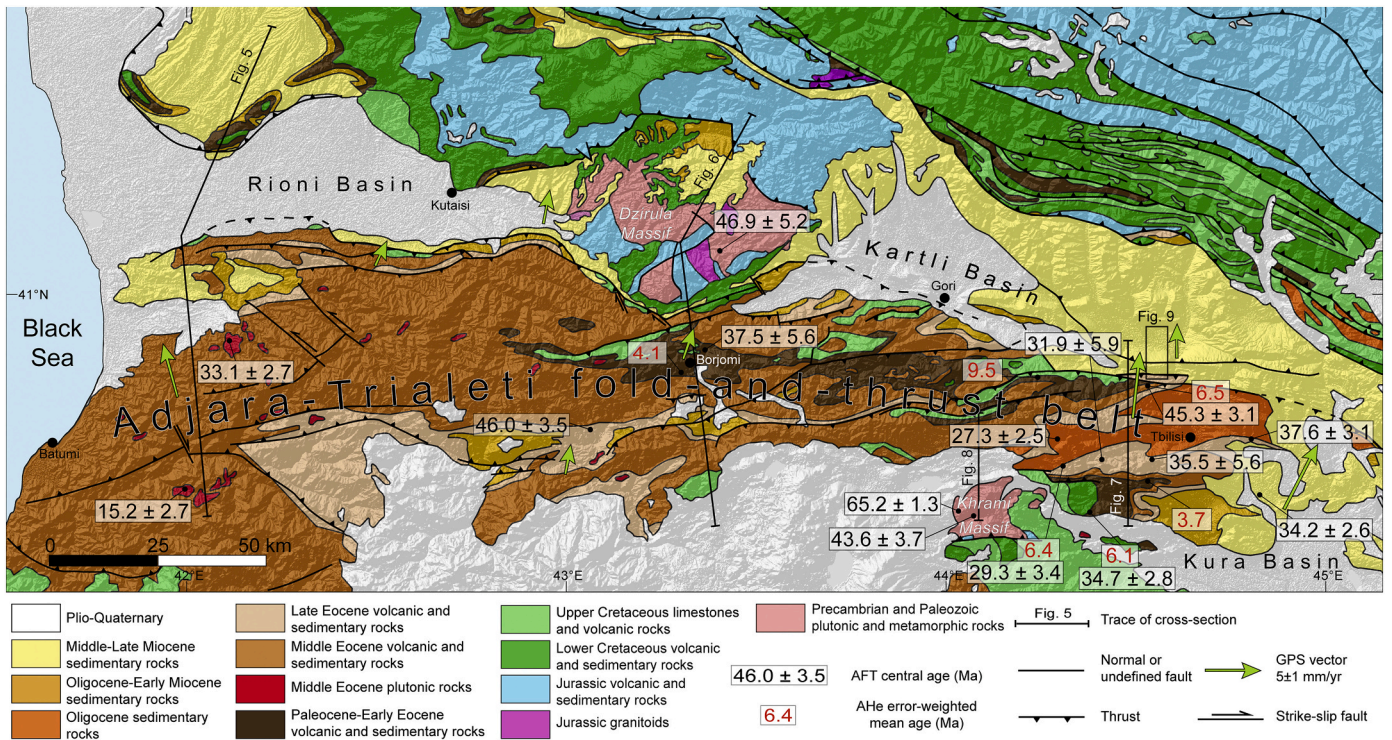 Fig. 5
Rioni Basin
Kutaisi
Fig. 6
Dzirula
Massif
46.9 ± 5.2
Kartli Basin
Gori
41°N
Black
Sea
Fig. 9
31.9 ± 5.9
37.5 ± 5.6
4.1
Borjomi
9.5
33.1 ± 2.7
Adjara-Trialeti fold-and-thrust belt
6.5
45.3 ± 3.1
46.0 ± 3.5
27.3 ± 2.5
Tbilisi
37.6 ± 3.1
Batumi
35.5 ± 5.6
Fig. 8
Fig. 7
15.2 ± 2.7
65.2 ± 1.3
Khrami
Massif
43.6 ± 3.7
3.7
34.2 ± 2.6
6.4
6.1
Kura Basin
29.3 ± 3.4
34.7 ± 2.8
0 25 50 km
42°E
43°E
44°E
45°E
Plio-Quaternary
Middle-Late Miocene
sedimentary rocks
Oligocene-Early Miocene
sedimentary rocks
Oligocene sedimentary
rocks
Late Eocene volcanic and
sedimentary rocks
Middle Eocene volcanic and
sedimentary rocks
Middle Eocene plutonic rocks
Paleocene-Early Eocene
volcanic and sedimentary rocks
Upper Cretaceous limestones
and volcanic rocks
Lower Cretaceous volcanic
and sedimentary rocks
Jurassic volcanic and
sedimentary rocks
Jurassic granitoids
Precambrian and Paleozoic
plutonic and metamorphic rocks
46.0 ± 3.5
AFT central age (Ma)
6.4
AHe error-weighted
mean age (Ma)
Fig. 5
Trace of cross-section
Normal or
undefined fault
Thrust
GPS vector
5±1 mm/yr
Strike-slip fault